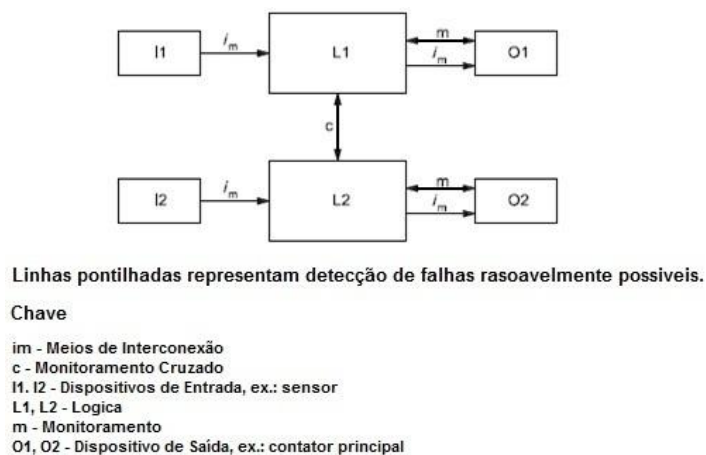 I1
im
L1
m
im
O1
c
I2
im
L2
m
im
O2
Linhas pontilhadas representam detecção de falhas rasoavelmente possiveis.
Chave
im - Meios de Interconexão
c - Monitoramento Cruzado
I1. I2 - Dispositivos de Entrada, ex.: sensor
L1, L2 - Logica
m - Monitoramento
O1, O2 - Dispositivo de Saída, ex.: contator principal